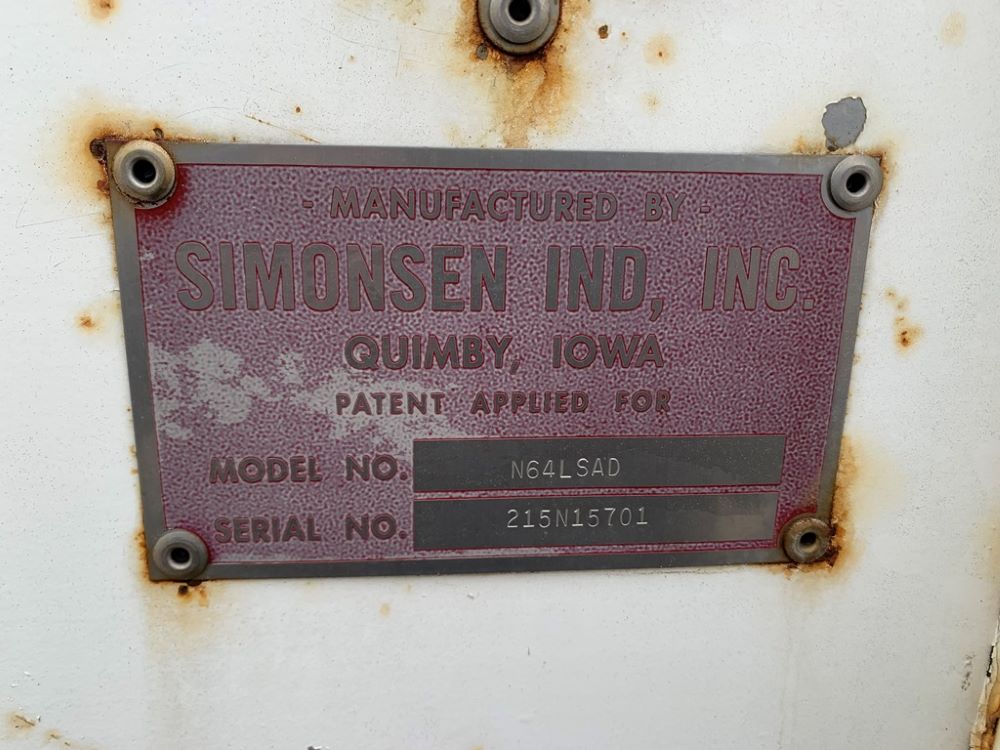 - MANUFACTURED BY -
SIMONSEN IND, INC.
QUIMBY, IOWA
PATENT APPLIED FOR
MODEL NO. N64LSAD
SERIAL NO. 215N15701